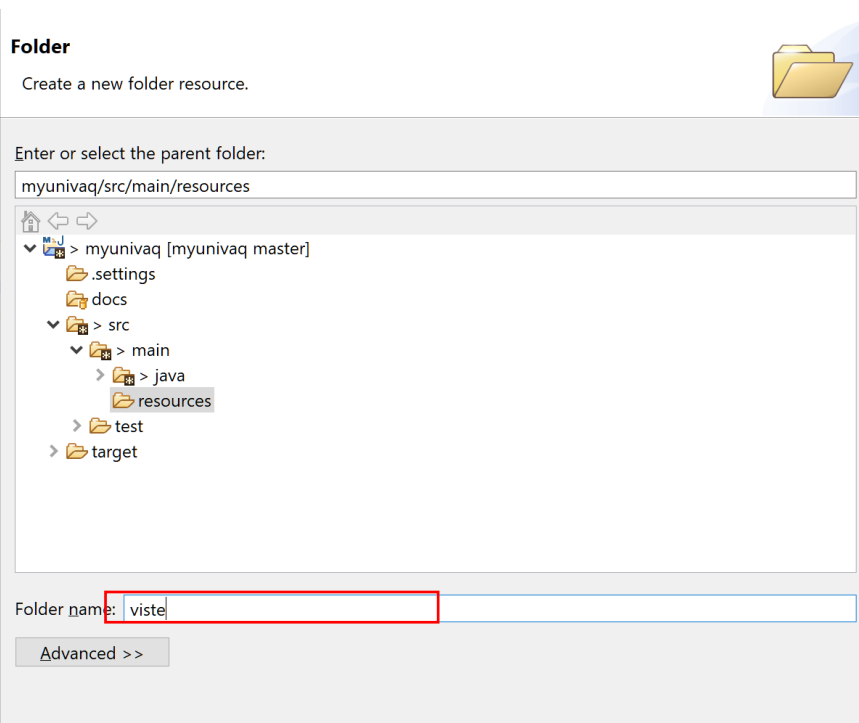 Folder
Create a new folder resource.
Enter or select the parent folder:
myunivaq/src/main/resources
> myunivaq [myunivaq master]
.settings
docs
> src
> main
> java
resources
test
target
Folder name: viste
Advanced >>